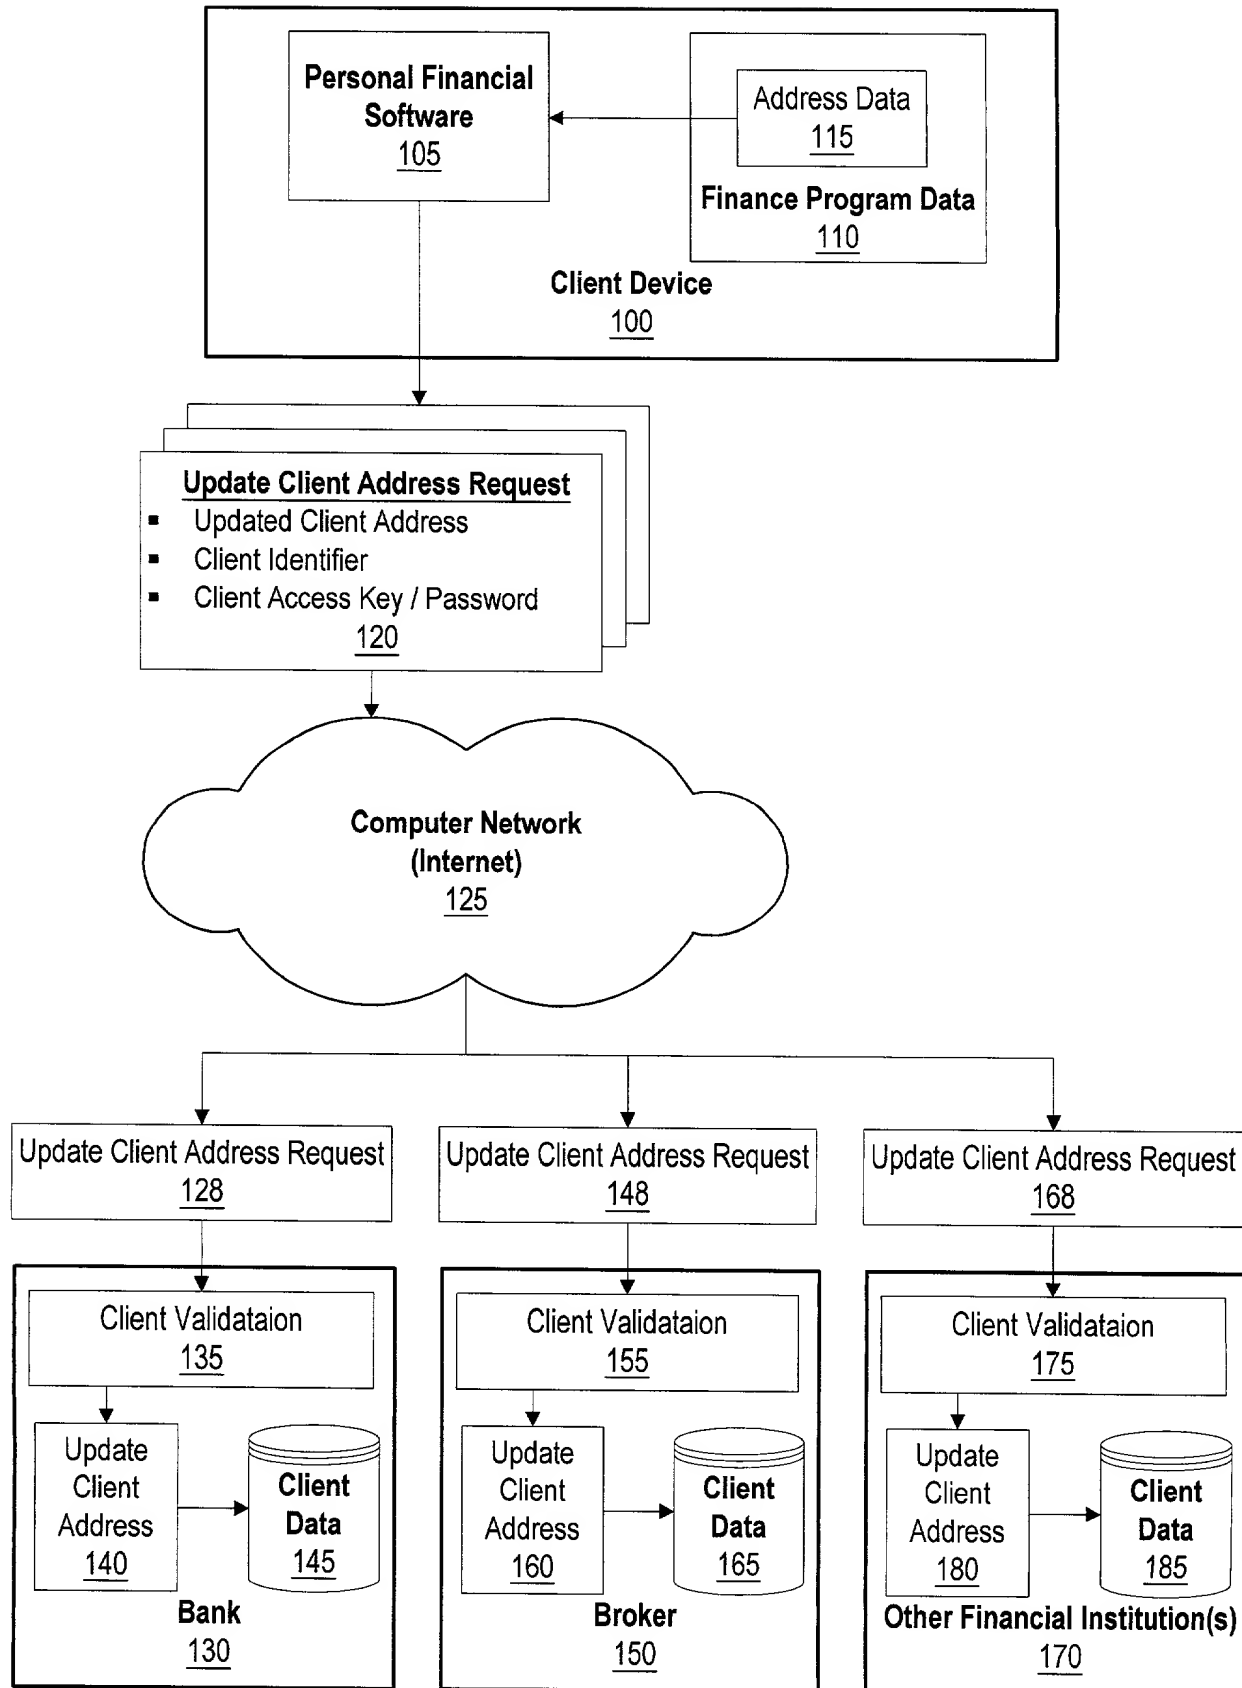 Personal Financial
Software
105
Address Data
115
Finance Program Data
110
Client Device
100
Update Client Address Request
▪ Updated Client Address
▪ Client Identifier
▪ Client Access Key / Password
120
Computer Network
(Internet)
125
Update Client Address Request
128
Update Client Address Request
148
Update Client Address Request
168
Client Validataion
135
Update
Client
Address
140
Client
Data
145
Bank
130
Client Validataion
155
Update
Client
Address
160
Client
Data
165
Broker
150
Client Validataion
175
Update
Client
Address
180
Client
Data
185
Other Financial Institution(s)
170